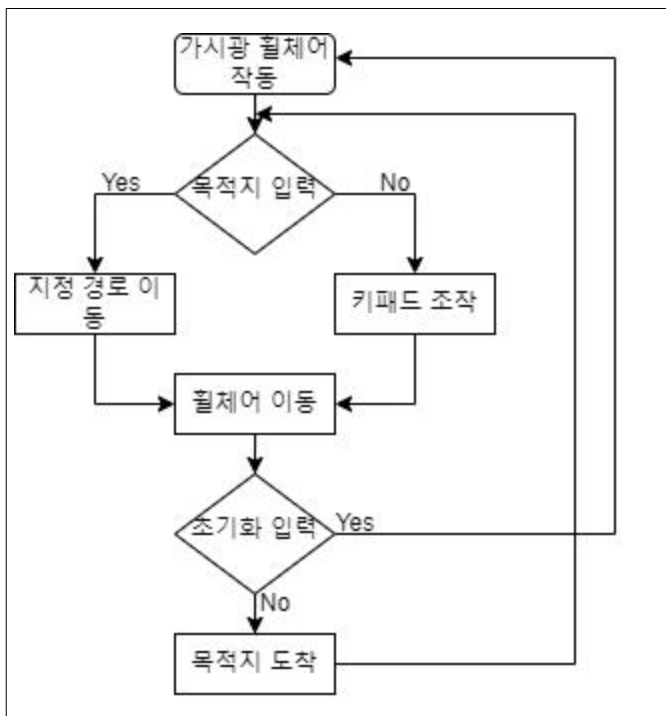 가시광 휠체어
작동
목적지 입력
Yes
No
지정 경로 이
동
키패드 조작
휠체어 이동
초기화 입력
Yes
No
목적지 도착